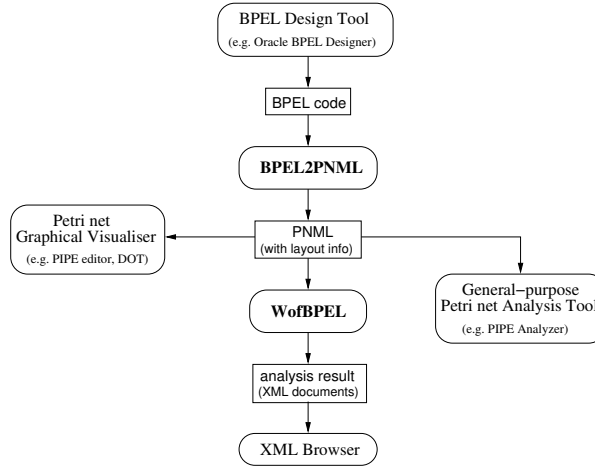 BPEL Design Tool
(e.g. Oracle BPEL Designer)
BPEL code
BPEL2PNML
Petri net
Graphical Visualiser
(e.g. PIPE editor, DOT)
PNML
(with layout info)
General-purpose
Petri net Analysis Tool
(e.g. PIPE Analyzer)
WofBPEL
analysis result
(XML documents)
XML Browser